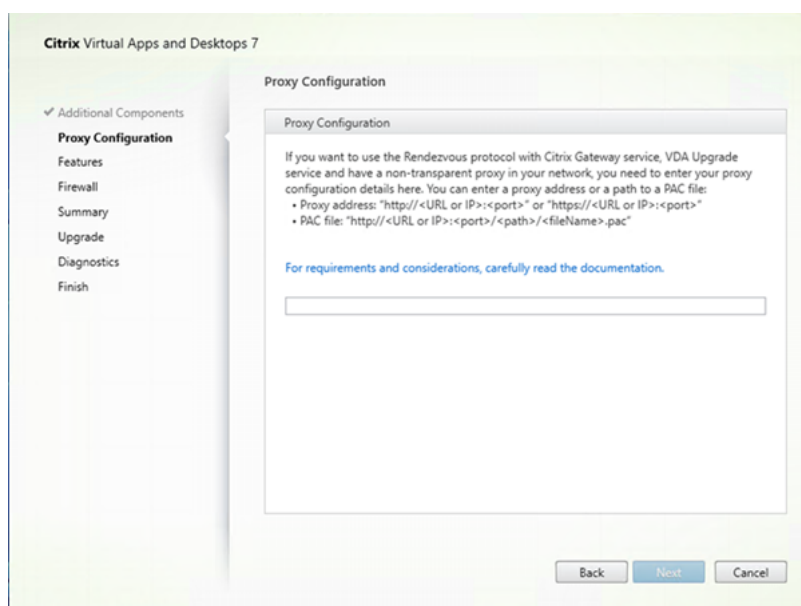 Citrix Virtual Apps and Desktops 7
Proxy Configuration
✓ Additional Components
Proxy Configuration
Features
Firewall
Summary
Upgrade
Diagnostics
Finish
Proxy Configuration
If you want to use the Rendezvous protocol with Citrix Gateway service, VDA Upgrade
service and have a non-transparent proxy in your network, you need to enter your proxy
configuration details here. You can enter a proxy address or a path to a PAC file:
• Proxy address: "http://<URL or IP>:<port>" or "https://<URL or IP>:<port>"
• PAC file: "http://<URL or IP>:<port>/<path>/<fileName>.pac"
For requirements and considerations, carefully read the documentation.
Back Next Cancel